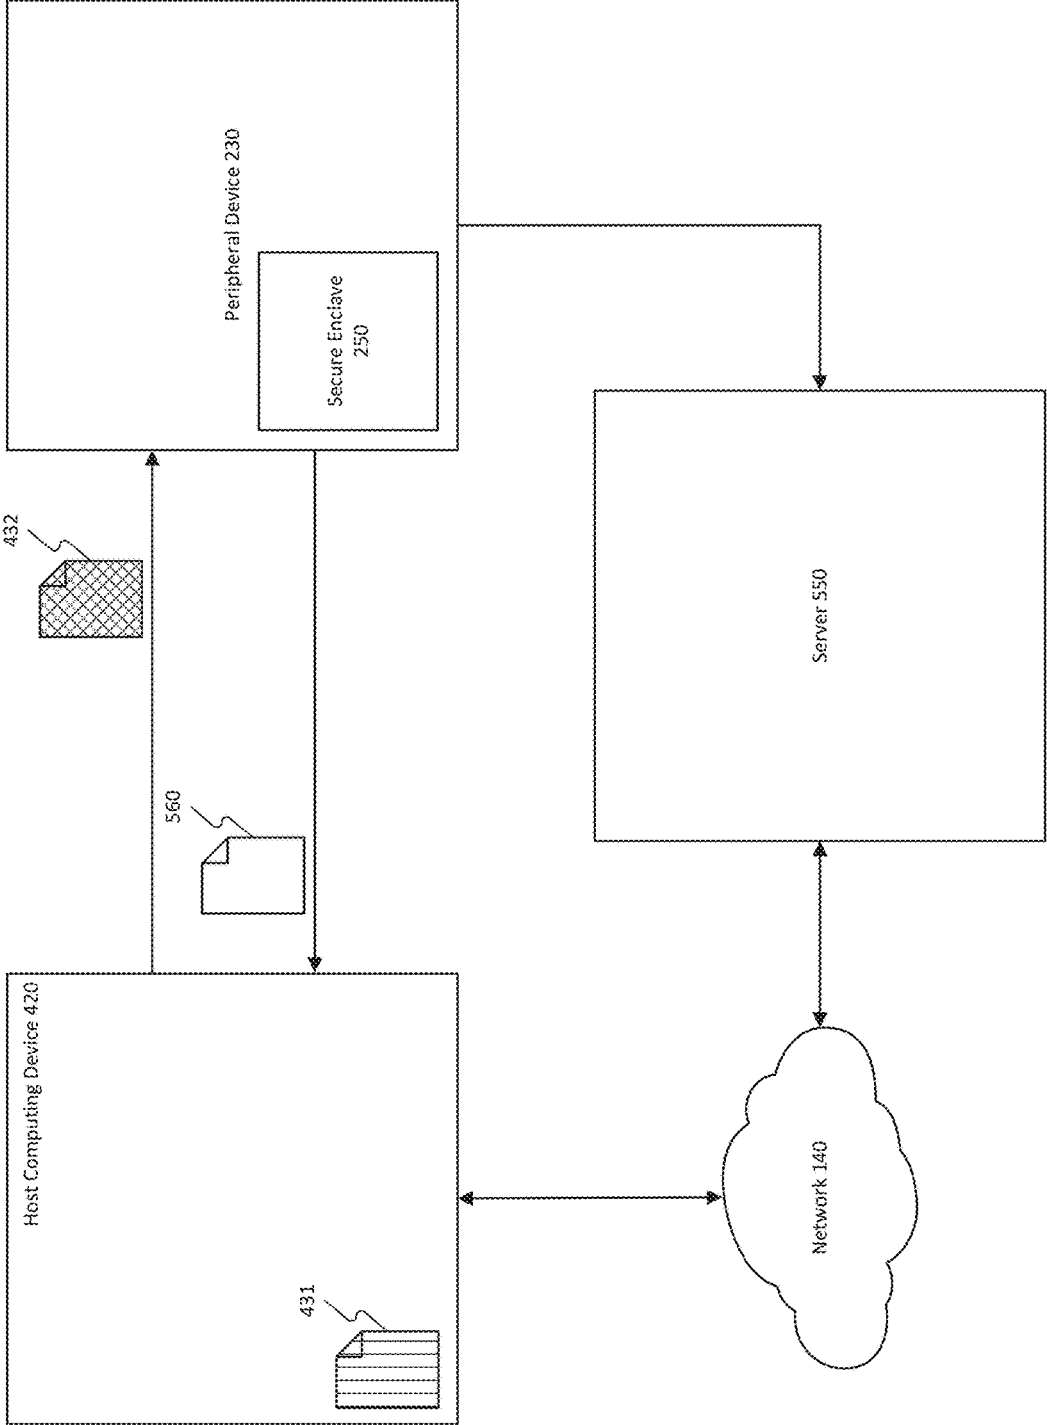 Host Computing Device 420
431
560
432
Peripheral Device 230
Secure Enclave
250
Network 140
Server 550